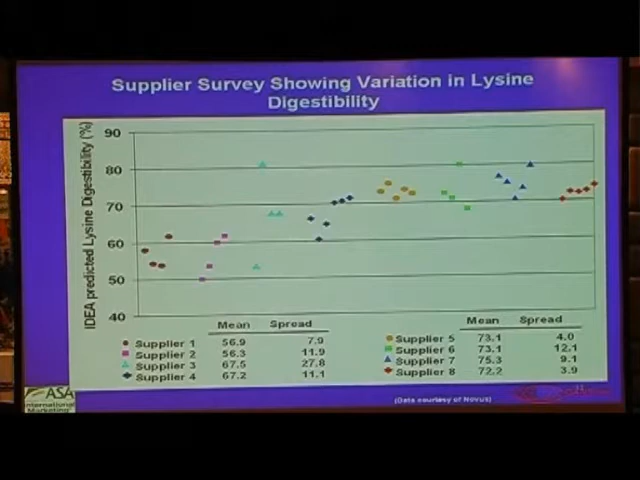 Supplier Survey Showing Variation in Lysine
Digestibility
IDEA predicted Lysine Digestibility (%)
90
80
70
60
50
40
Mean Spread
Supplier 1 56.9 7.9
Supplier 2 56.3 11.9
Supplier 3 67.5 27.8
Supplier 4 67.2 11.1
Mean Spread
Supplier 5 73.1 4.0
Supplier 6 73.1 12.1
Supplier 7 75.3 9.1
Supplier 8 72.2 3.9
ASA
International
Marketing
(Data courtesy of Novus)